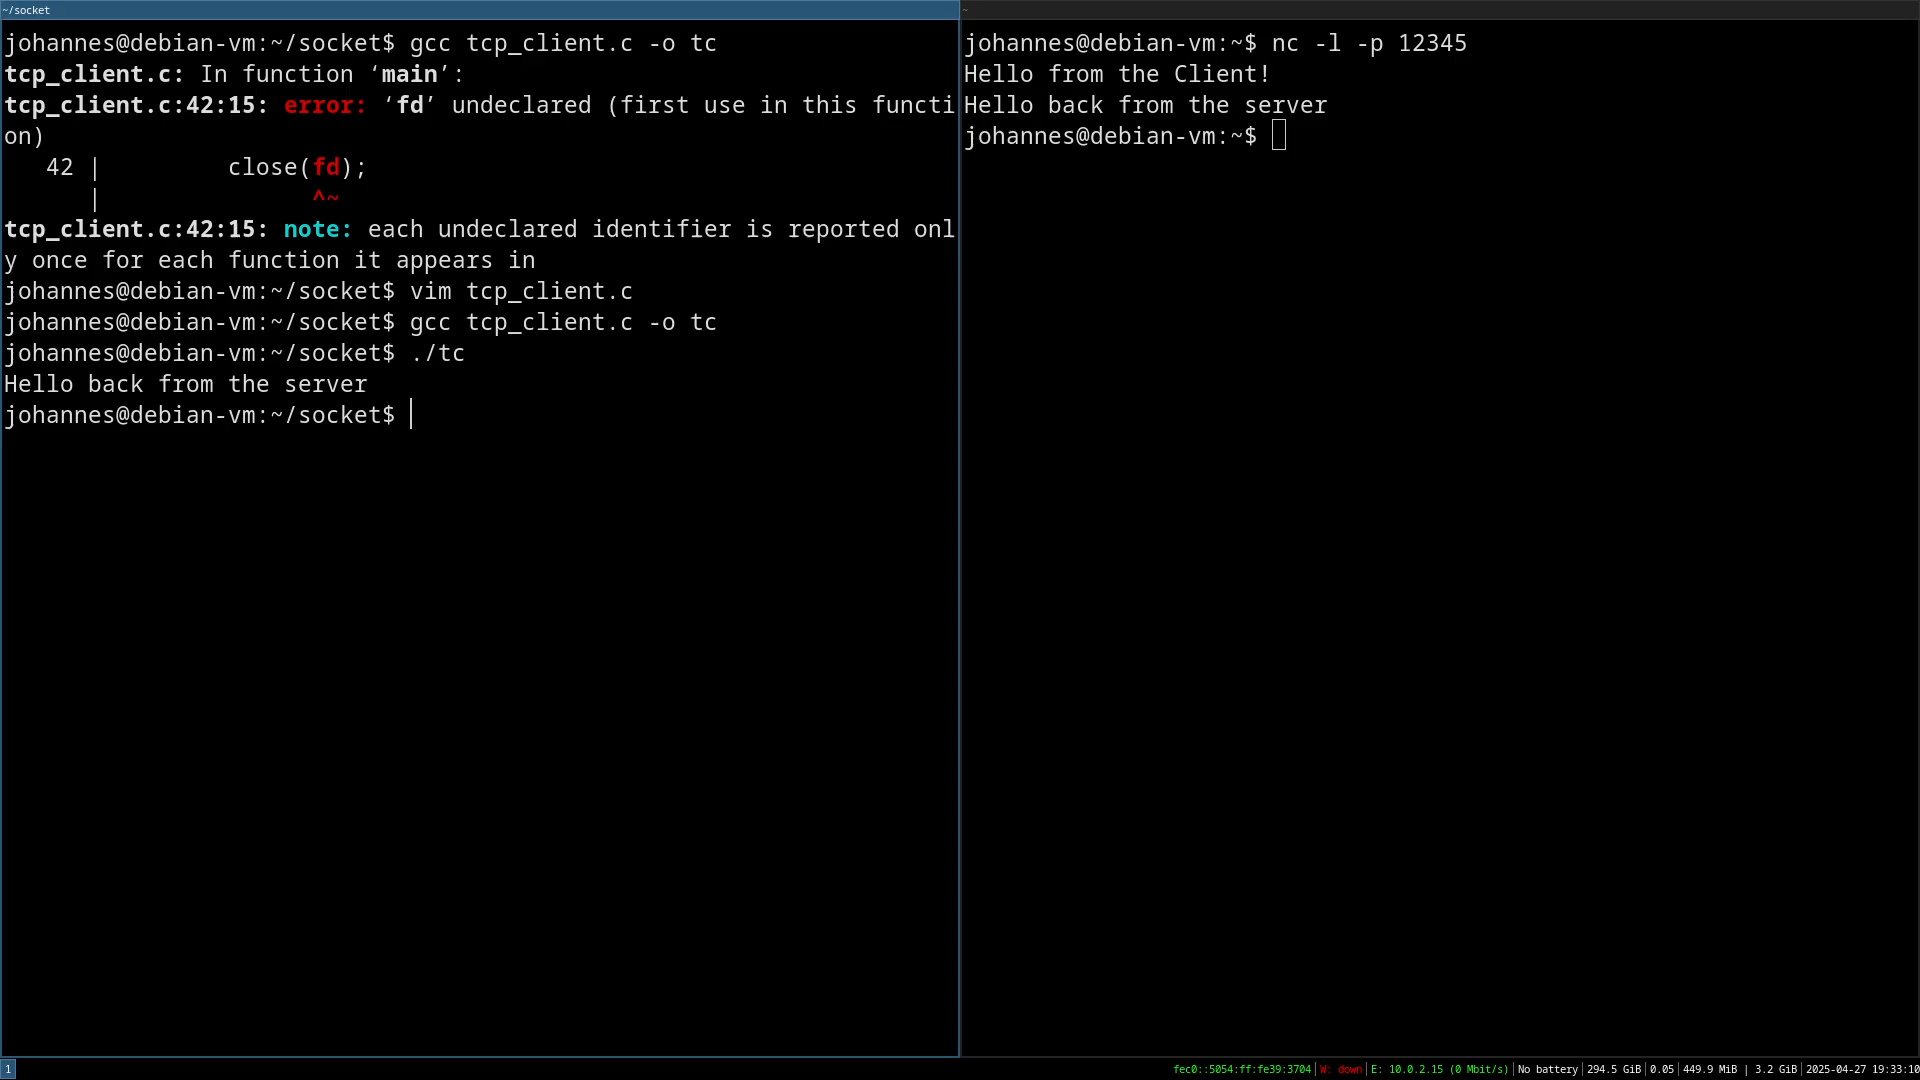 ~/socket
johannes@debian-vm:~/socket$ gcc tcp_client.c -o tc
tcp_client.c: In function ‘main’:
tcp_client.c:42:15: error: ‘fd’ undeclared (first use in this functi
on)
   42 |         close(fd);
      |               ^~
tcp_client.c:42:15: note: each undeclared identifier is reported onl
y once for each function it appears in
johannes@debian-vm:~/socket$ vim tcp_client.c
johannes@debian-vm:~/socket$ gcc tcp_client.c -o tc
johannes@debian-vm:~/socket$ ./tc
Hello back from the server
johannes@debian-vm:~/socket$
~
johannes@debian-vm:~$ nc -l -p 12345
Hello from the Client!
Hello back from the server
johannes@debian-vm:~$
1
fec0::5054:ff:fe39:3704|W: down|E: 10.0.2.15 (0 Mbit/s)|No battery|294.5 GiB|0.05|449.9 MiB | 3.2 GiB|2025-04-27 19:33:10